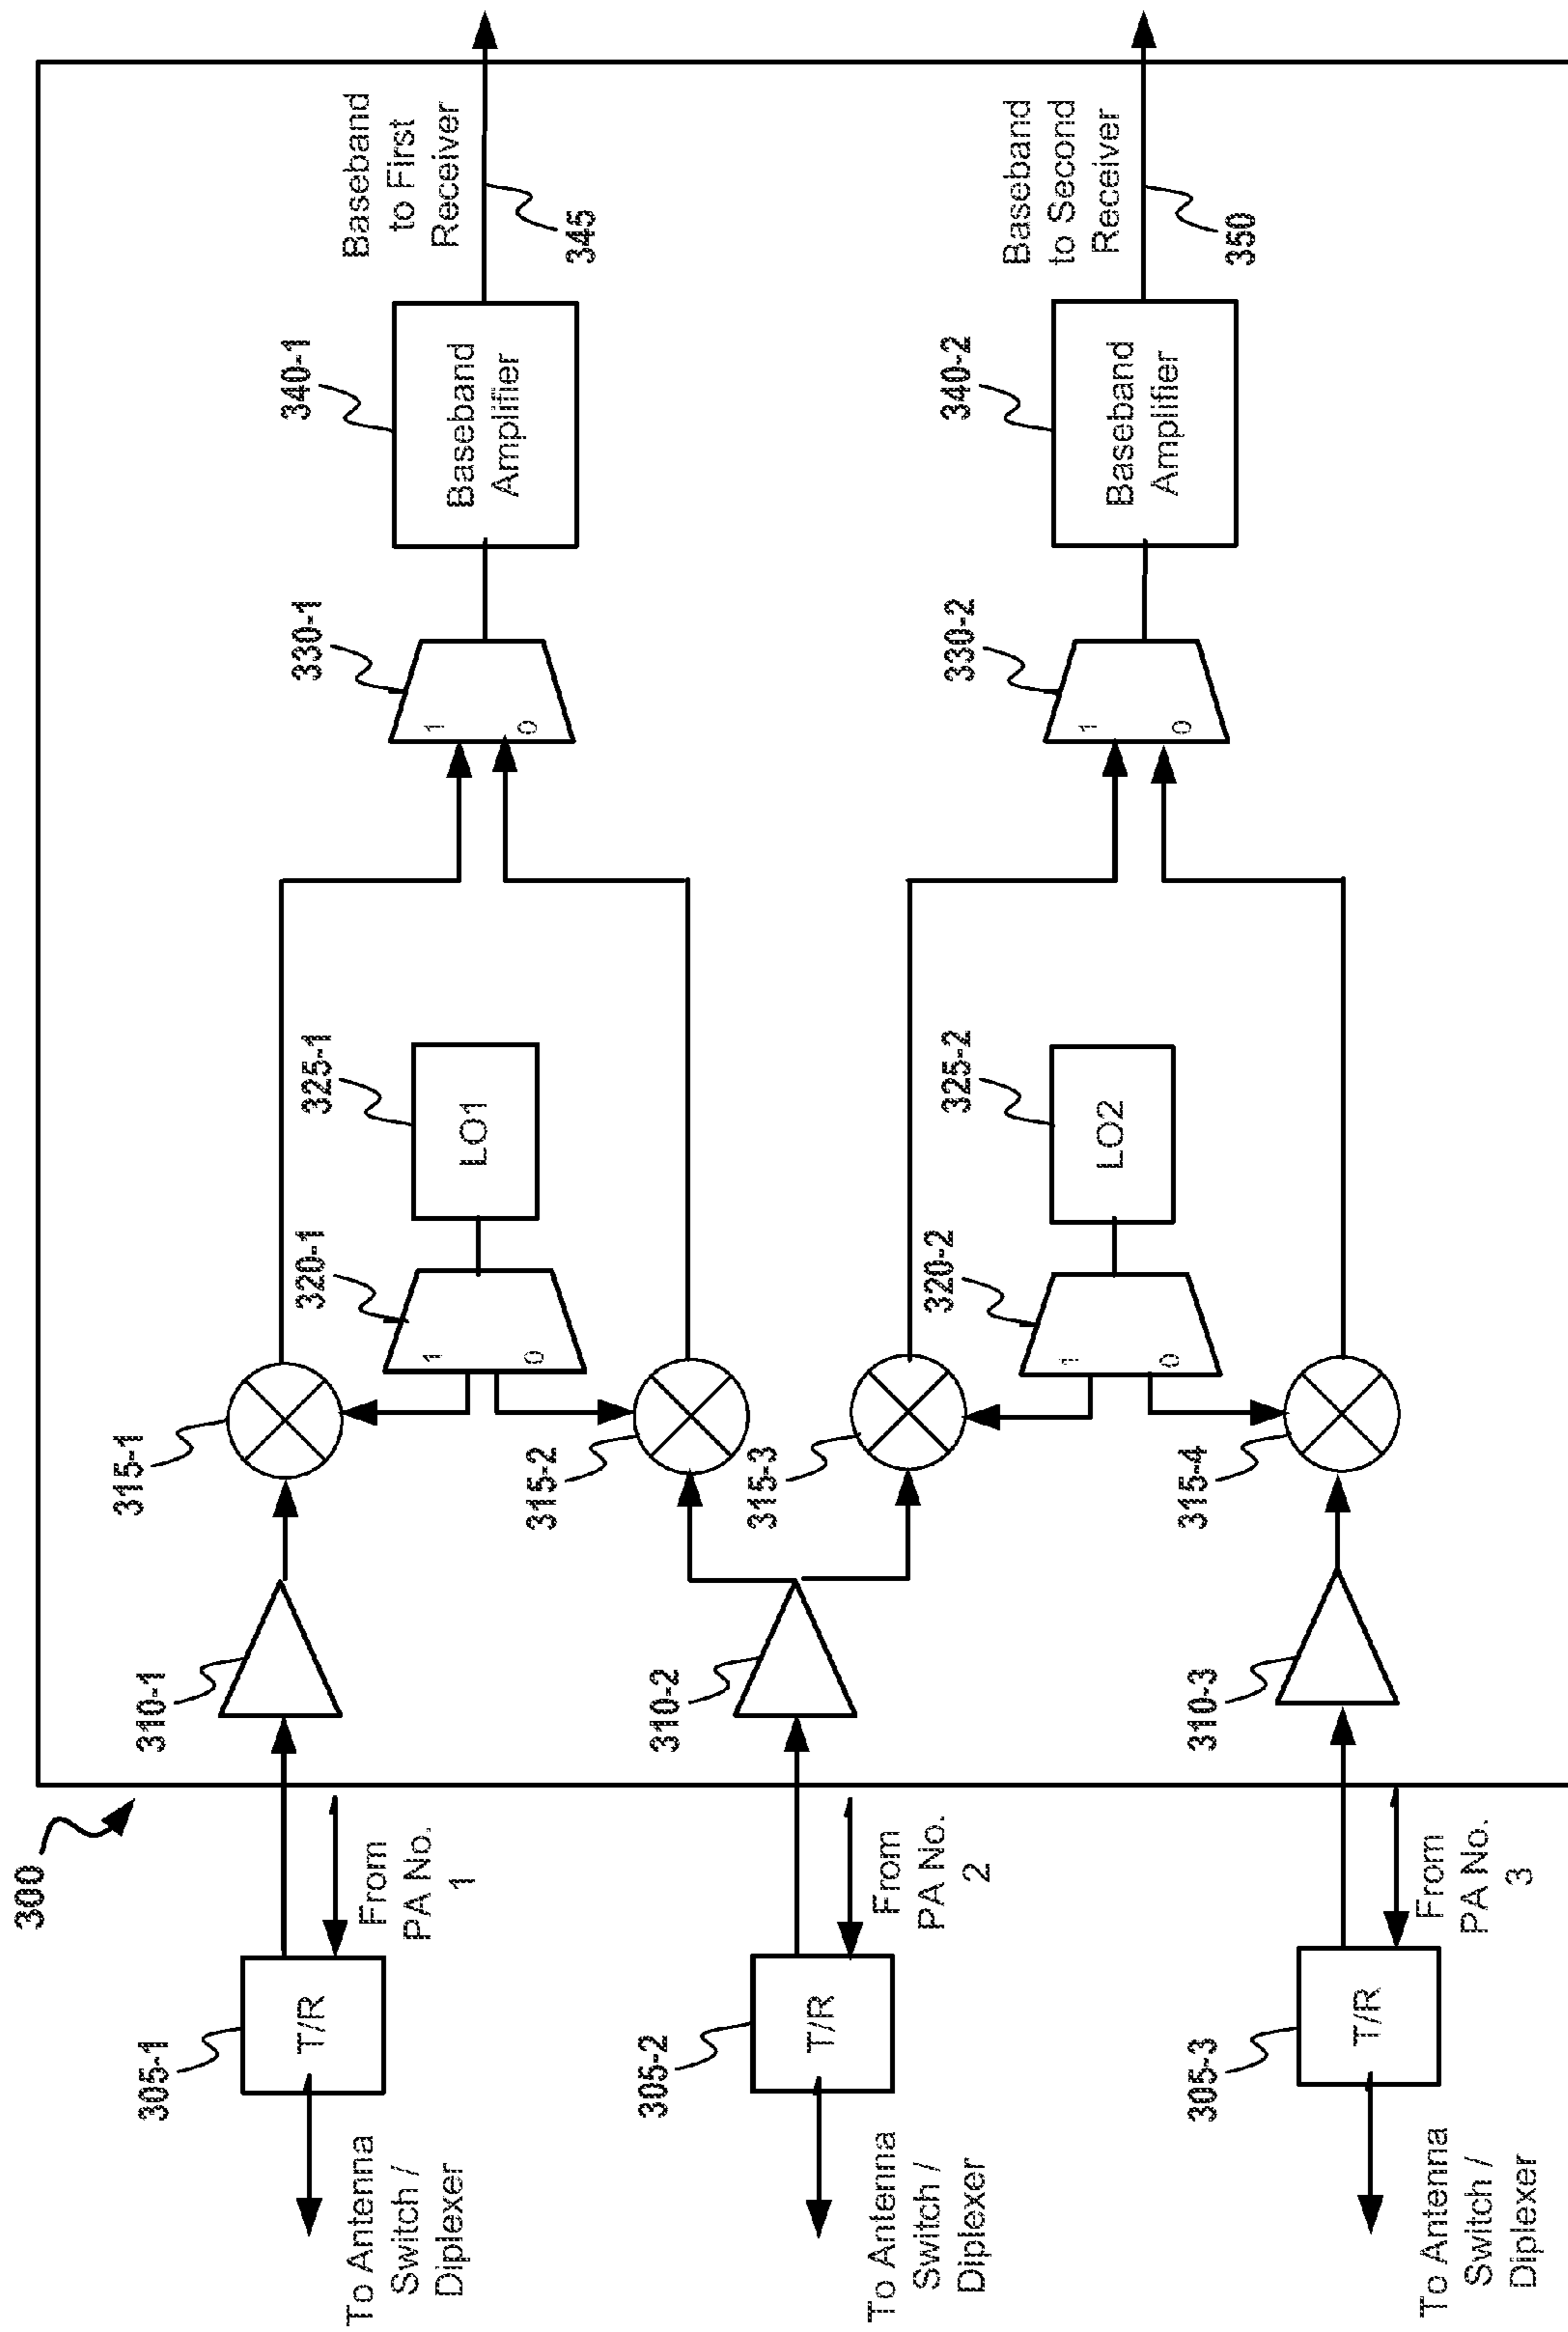 300
To Antenna
Switch /
Diplexer
305-1
T/R
From
PA No.
1
310-1
315-1
320-1
1
0
325-1
LO1
330-1
1
0
340-1
Baseband
Amplifier
Baseband
to First
Receiver
345
To Antenna
Switch /
Diplexer
305-2
T/R
From
PA No.
2
310-2
315-2
315-3
320-2
1
0
325-2
LO2
330-2
1
0
340-2
Baseband
Amplifier
Baseband
to Second
Receiver
350
To Antenna
Switch /
Diplexer
305-3
T/R
From
PA No.
3
310-3
315-4